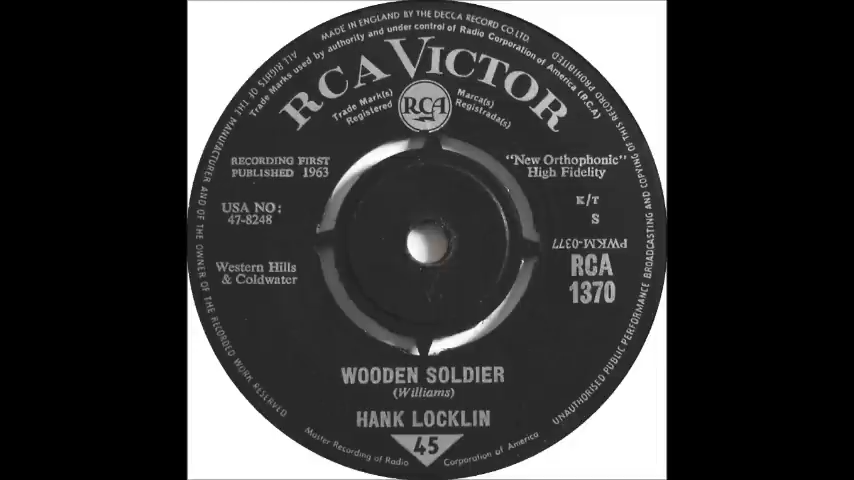 MADE IN ENGLAND BY THE DECCA RECORD CO. LTD.
ALL RIGHTS OF THE MANUFACTURER AND OF THE OWNER OF THE RECORDED WORK RESERVED
Trade Marks used by authority and under control of Radio Corporation of America (R.C.A)
UNAUTHORISED PUBLIC PERFORMANCE BROADCASTING AND COPYING OF THIS RECORD PROHIBITED
RCA VICTOR
Trade Mark(s)
Registered
RCA
Marca(s)
Registrada(s)
RECORDING FIRST
PUBLISHED 1963
"New Orthophonic"
High Fidelity
USA NO:
47-8248
K/T
S
PWKM-0377
Western Hills
& Coldwater
RCA
1370
WOODEN SOLDIER
(Williams)
HANK LOCKLIN
45
Master Recording of Radio Corporation of America